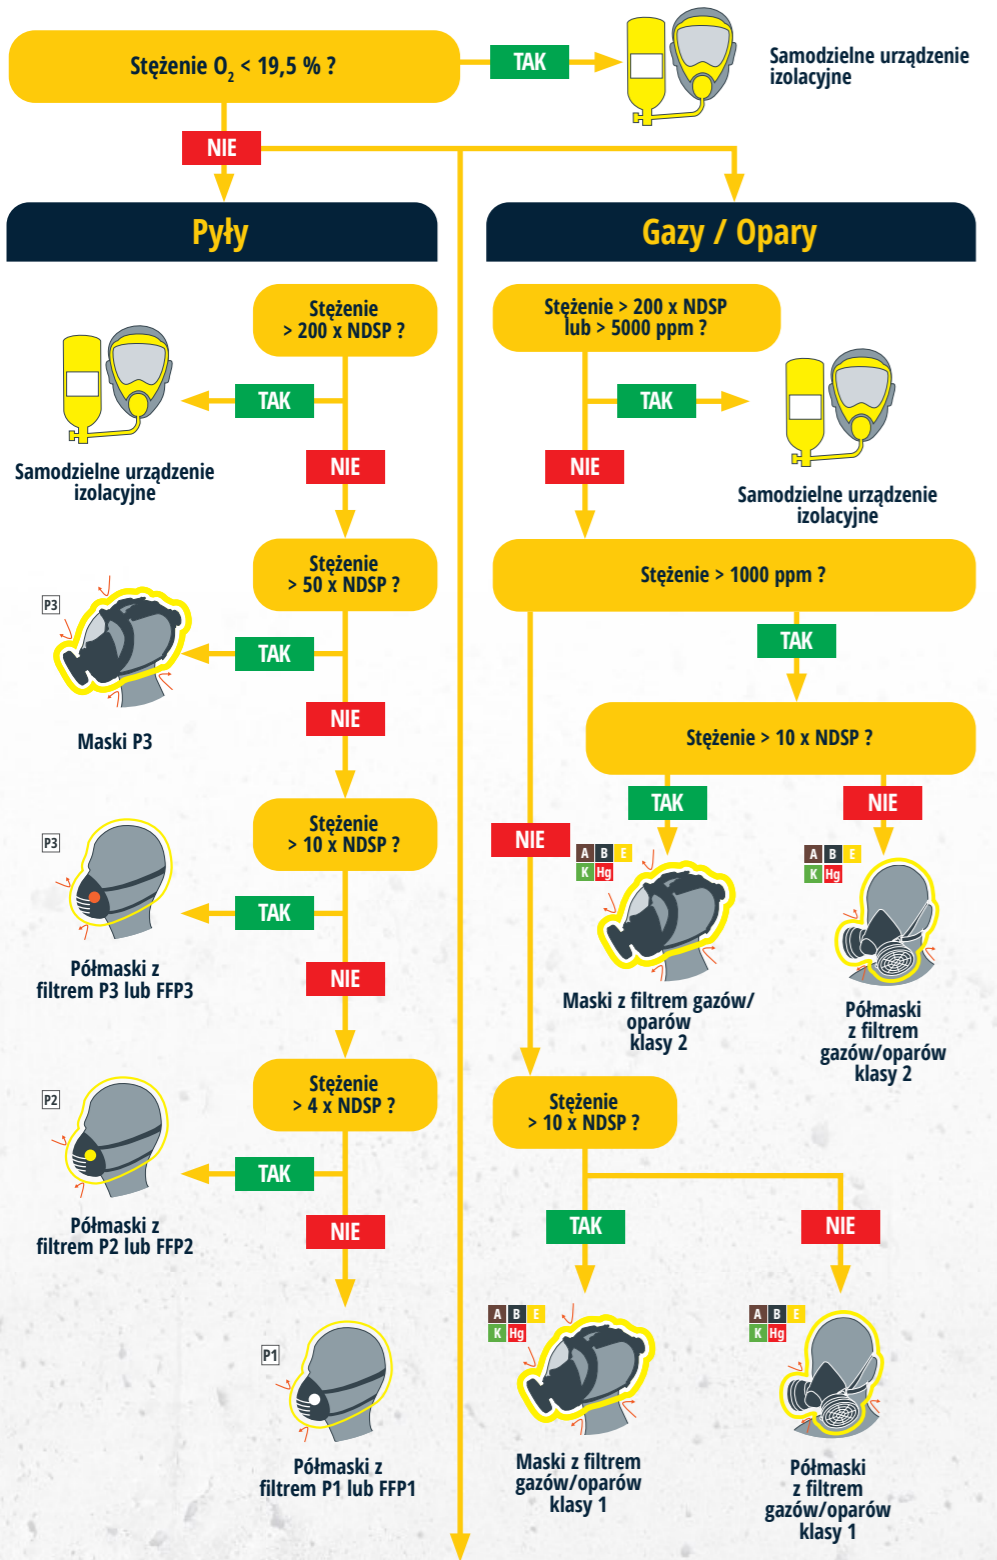 Stężenie O₂ < 19,5 % ?
TAK
Samodzielne urządzenie
izolacyjne
NIE
Pyły
Stężenie
> 200 x NDSP ?
TAK
Samodzielne urządzenie
izolacyjne
NIE
Stężenie
> 50 x NDSP ?
P3
TAK
Maski P3
NIE
Stężenie
> 10 x NDSP ?
P3
TAK
Półmaski z
filtrem P3 lub FFP3
NIE
Stężenie
> 4 x NDSP ?
P2
TAK
Półmaski z
filtrem P2 lub FFP2
NIE
P1
Półmaski z
filtrem P1 lub FFP1
Gazy / Opary
Stężenie > 200 x NDSP
lub > 5000 ppm ?
TAK
Samodzielne urządzenie
izolacyjne
NIE
Stężenie > 1000 ppm ?
TAK
Stężenie > 10 x NDSP ?
TAK
A B E
K Hg
Maski z filtrem gazów/
oparów
klasy 2
NIE
A B E
K Hg
Półmaski
z filtrem
gazów/oparów
klasy 2
NIE
Stężenie
> 10 x NDSP ?
TAK
A B E
K Hg
Maski z filtrem
gazów/oparów
klasy 1
NIE
A B E
K Hg
Półmaski
z filtrem
gazów/oparów
klasy 1